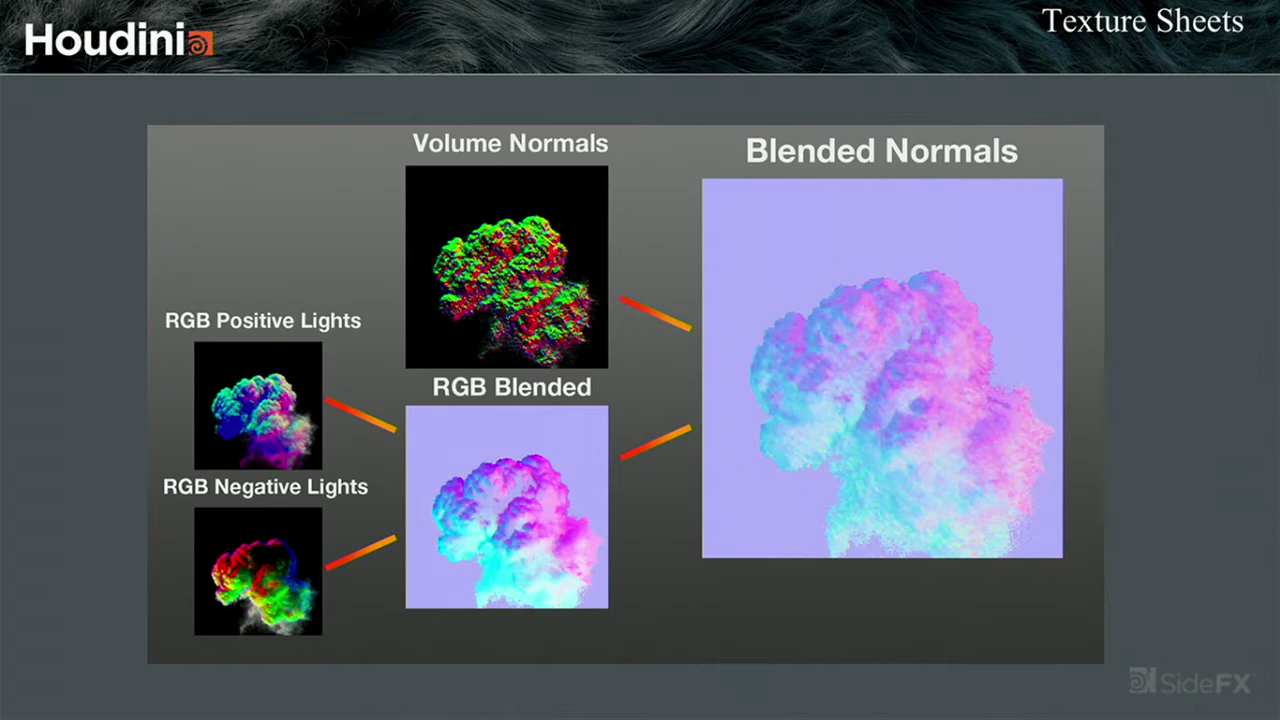 Houdini
Texture Sheets
Volume Normals
Blended Normals
RGB Positive Lights
RGB Blended
RGB Negative Lights
SideFX